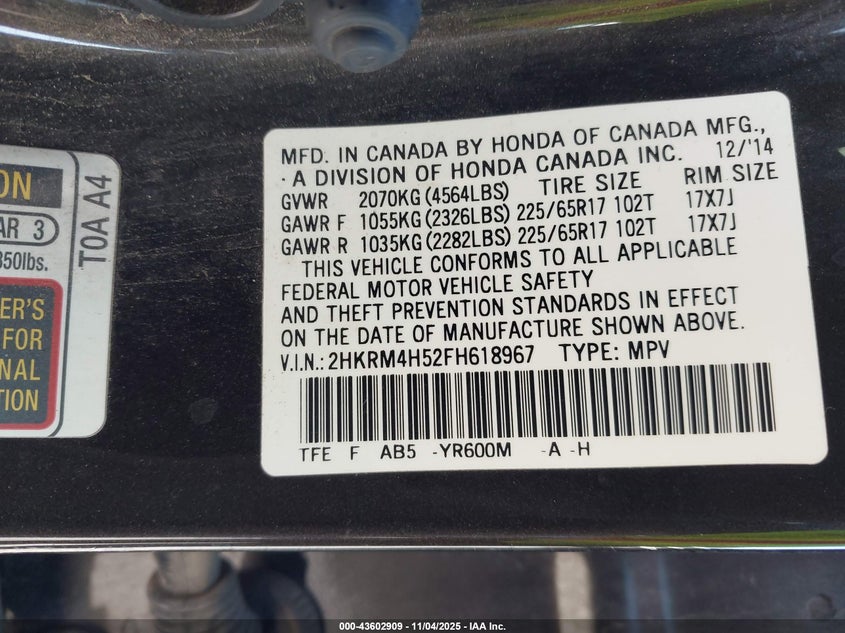 ON
AR 3
850lbs.
ER'S
FOR
NAL
TION
T0A A4
MFD. IN CANADA BY HONDA OF CANADA MFG.,
A DIVISION OF HONDA CANADA INC. 12/'14
GVWR 2070KG (4564LBS) TIRE SIZE RIM SIZE
GAWR F 1055KG (2326LBS) 225/65R17 102T 17X7J
GAWR R 1035KG (2282LBS) 225/65R17 102T 17X7J
THIS VEHICLE CONFORMS TO ALL APPLICABLE
FEDERAL MOTOR VEHICLE SAFETY
AND THEFT PREVENTION STANDARDS IN EFFECT
ON THE DATE OF MANUFACTURE SHOWN ABOVE.
V.I.N.: 2HKRM4H52FH618967 TYPE: MPV
TFE F AB5 -YR600M -A -H
000-43602909 - 11/04/2025 - IAA Inc.